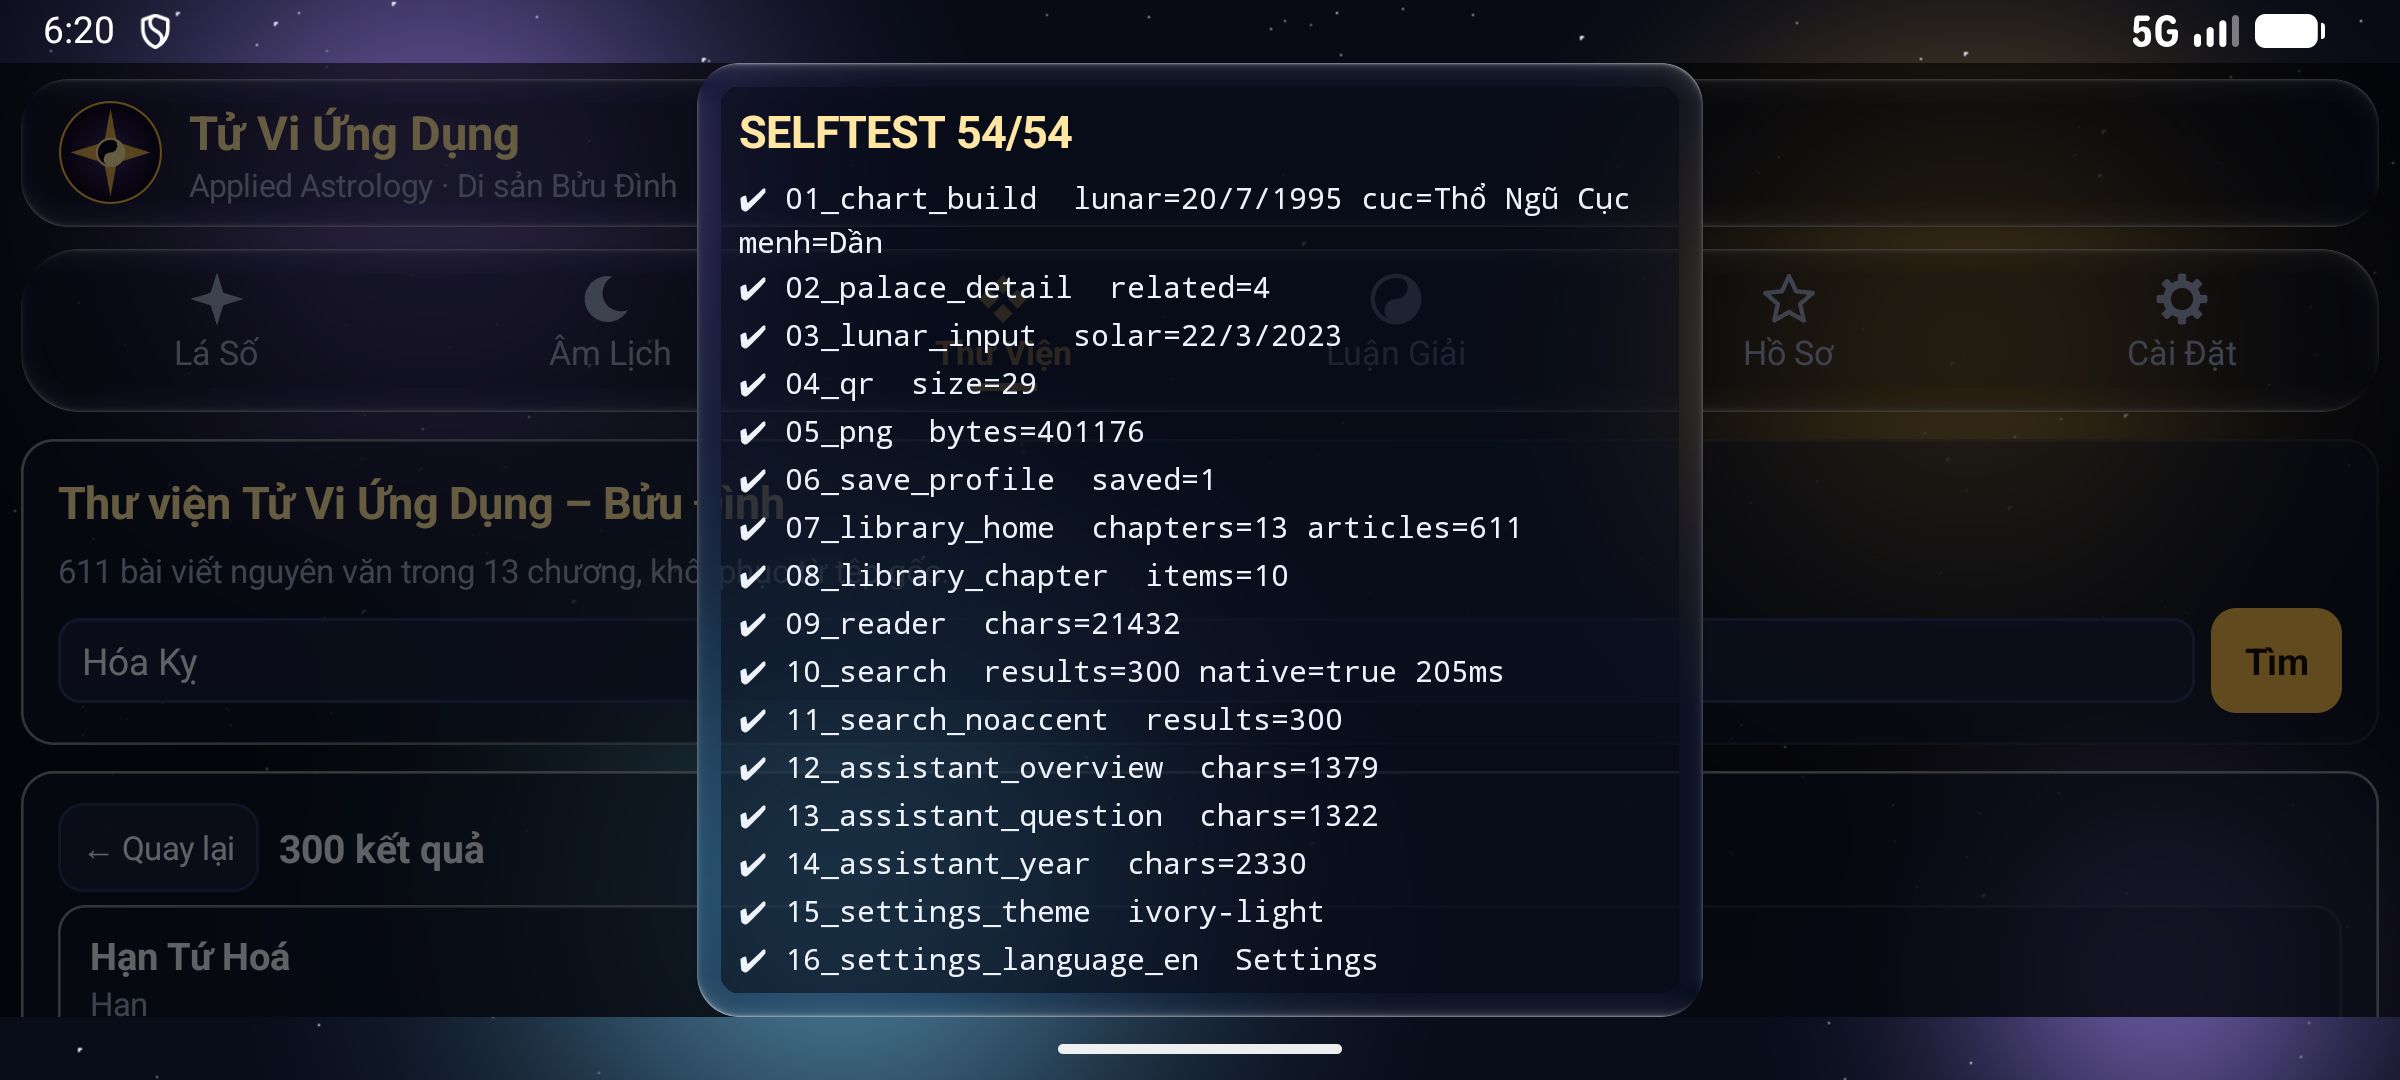 6:20
5G
Tử Vi Ứng Dụng
Applied Astrology · Di sản Bửu Đình
Lá Số
Âm Lịch
Thư Viện
Luận Giải
Hồ Sơ
Cài Đặt
Thư viện Tử Vi Ứng Dụng – Bửu Đình
611 bài viết nguyên văn trong 13 chương,
Hóa Kỵ
Tìm
← Quay lại
300 kết quả
Hạn Tứ Hoá
Hạn
SELFTEST 54/54
✔ 01_chart_build lunar=20/7/1995 cuc=Thổ Ngũ Cục
menh=Dần
✔ 02_palace_detail related=4
✔ 03_lunar_input solar=22/3/2023
✔ 04_qr size=29
✔ 05_png bytes=401176
✔ 06_save_profile saved=1
✔ 07_library_home chapters=13 articles=611
✔ 08_library_chapter items=10
✔ 09_reader chars=21432
✔ 10_search results=300 native=true 205ms
✔ 11_search_noaccent results=300
✔ 12_assistant_overview chars=1379
✔ 13_assistant_question chars=1322
✔ 14_assistant_year chars=2330
✔ 15_settings_theme ivory-light
✔ 16_settings_language_en Settings